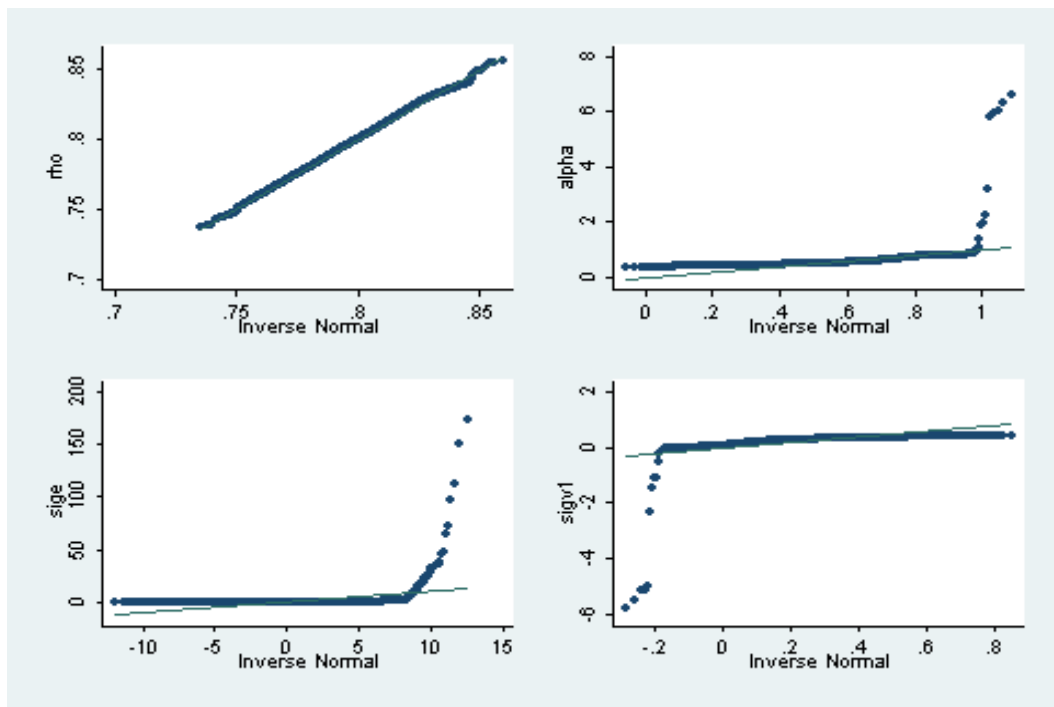 rho
.85
.8
.75
.7
.7 .75 .8 .85
Inverse Normal
alpha
8
6
4
2
0
0 .2 .4 .6 .8 1
Inverse Normal
sige
200
150
100
50
0
-10 -5 0 5 10 15
Inverse Normal
sigv1
2
0
-2
-4
-6
-.2 0 .2 .4 .6 .8
Inverse Normal